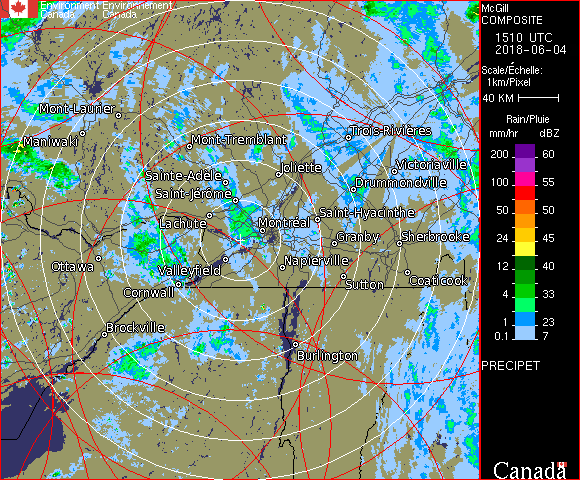 Environment Environnement
Canada Canada
McGill
COMPOSITE
1510 UTC
2018-06-04
Scale/Échelle:
1km/Pixel
40 KM
Rain/Pluie
mm/hr dBZ
200 60
100 55
50 50
24 45
12 40
4 33
1 23
0.1 7
PRECIPET
Canada
Mont-Laurier
Maniwaki
Mont-Tremblant
Trois-Rivières
Joliette
Victoriaville
Sainte-Adèle
Drummondville
Saint-Jérôme
Lachute
Saint-Hyacinthe
Montréal
Granby
Sherbrooke
Ottawa
Valleyfield
Napierville
Cornwall
Sutton
Coaticook
Brockville
Burlington